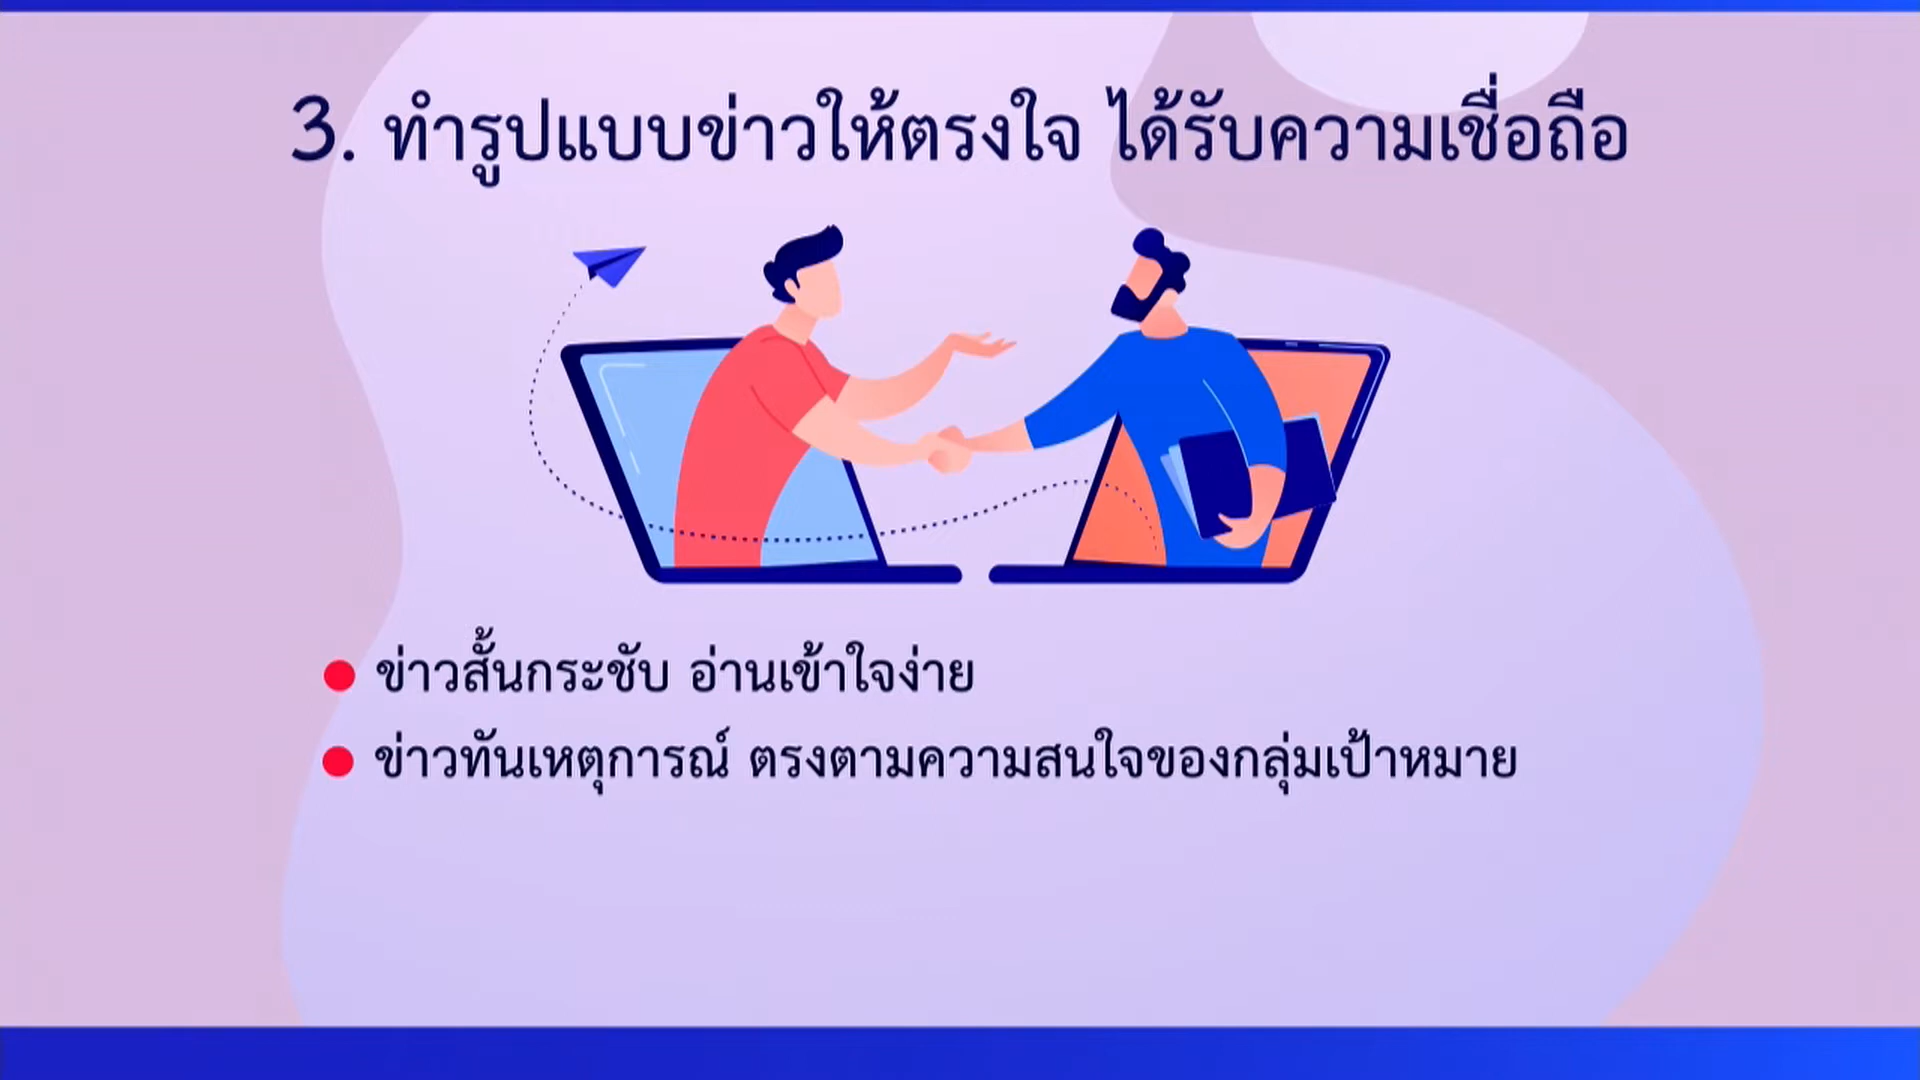 3. ทำรูปแบบข่าวให้ตรงใจ ได้รับความเชื่อถือ
ข่าวสั้นกระชับ อ่านเข้าใจง่าย
ข่าวทันเหตุการณ์ ตรงตามความสนใจของกลุ่มเป้าหมาย